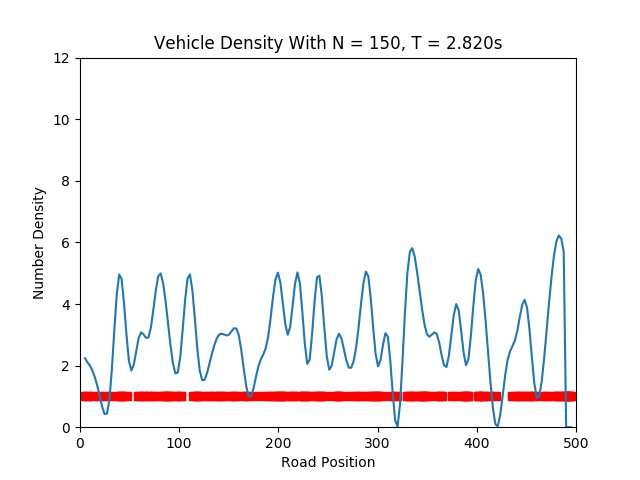 Vehicle Density With N = 150, T = 2.820s
12
10
8
6
4
2
0
Number Density
0 100 200 300 400 500
Road Position